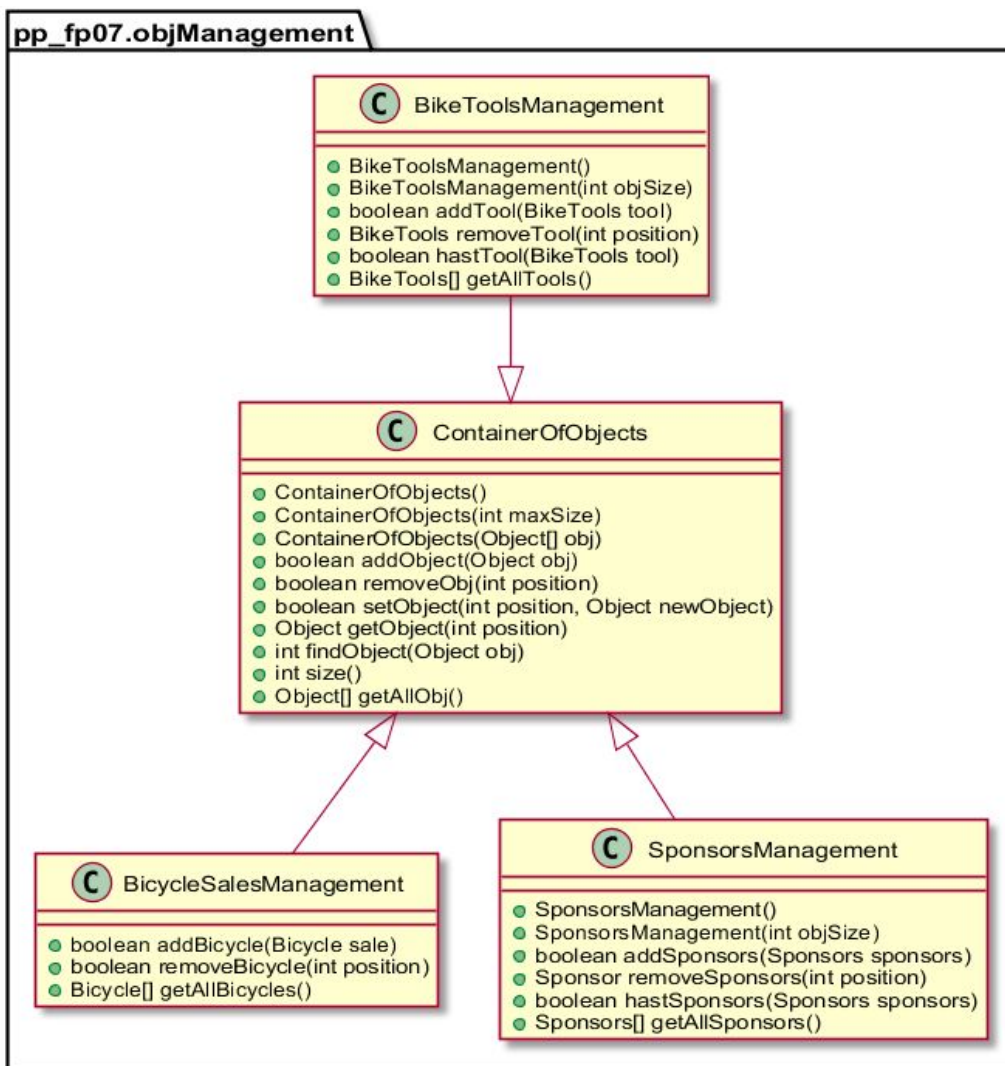 pp_fp07.objManagement
C BikeToolsManagement
BikeToolsManagement()
BikeToolsManagement(int objSize)
boolean addTool(BikeTools tool)
BikeTools removeTool(int position)
boolean hastTool(BikeTools tool)
BikeTools[] getAllTools()
C ContainerOfObjects
ContainerOfObjects()
ContainerOfObjects(int maxSize)
ContainerOfObjects(Object[] obj)
boolean addObject(Object obj)
boolean removeObj(int position)
boolean setObject(int position, Object newObject)
Object getObject(int position)
int findObject(Object obj)
int size()
Object[] getAllObj()
C BicycleSalesManagement
boolean addBicycle(Bicycle sale)
boolean removeBicycle(int position)
Bicycle[] getAllBicycles()
C SponsorsManagement
SponsorsManagement()
SponsorsManagement(int objSize)
boolean addSponsors(Sponsors sponsors)
Sponsor removeSponsors(int position)
boolean hastSponsors(Sponsors sponsors)
Sponsors[] getAllSponsors()